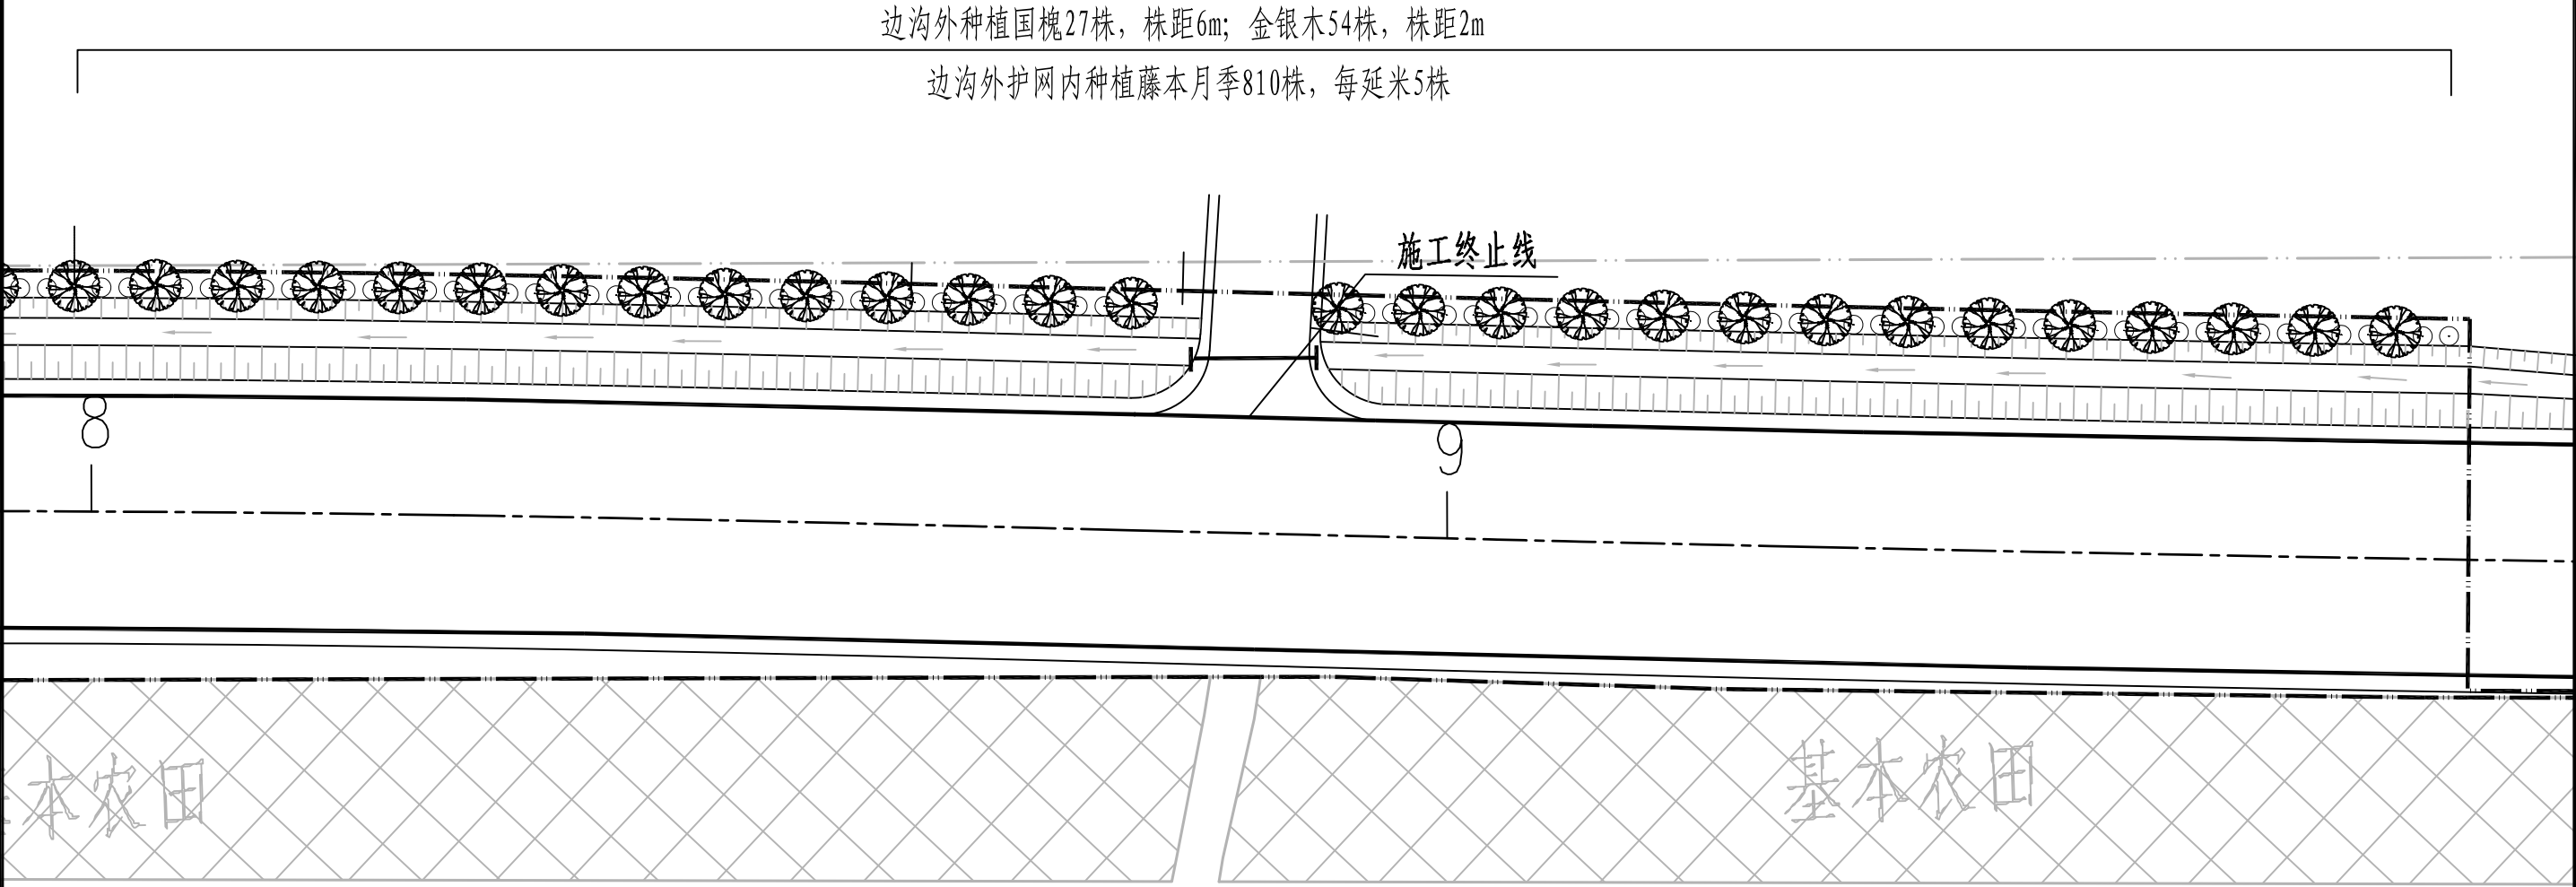 边沟外种植国槐27株，株距6m；金银木54株，株距2m
边沟外护网内种植藤本月季810株，每延米5株
施工终止线
8
9
本农田
基本农田